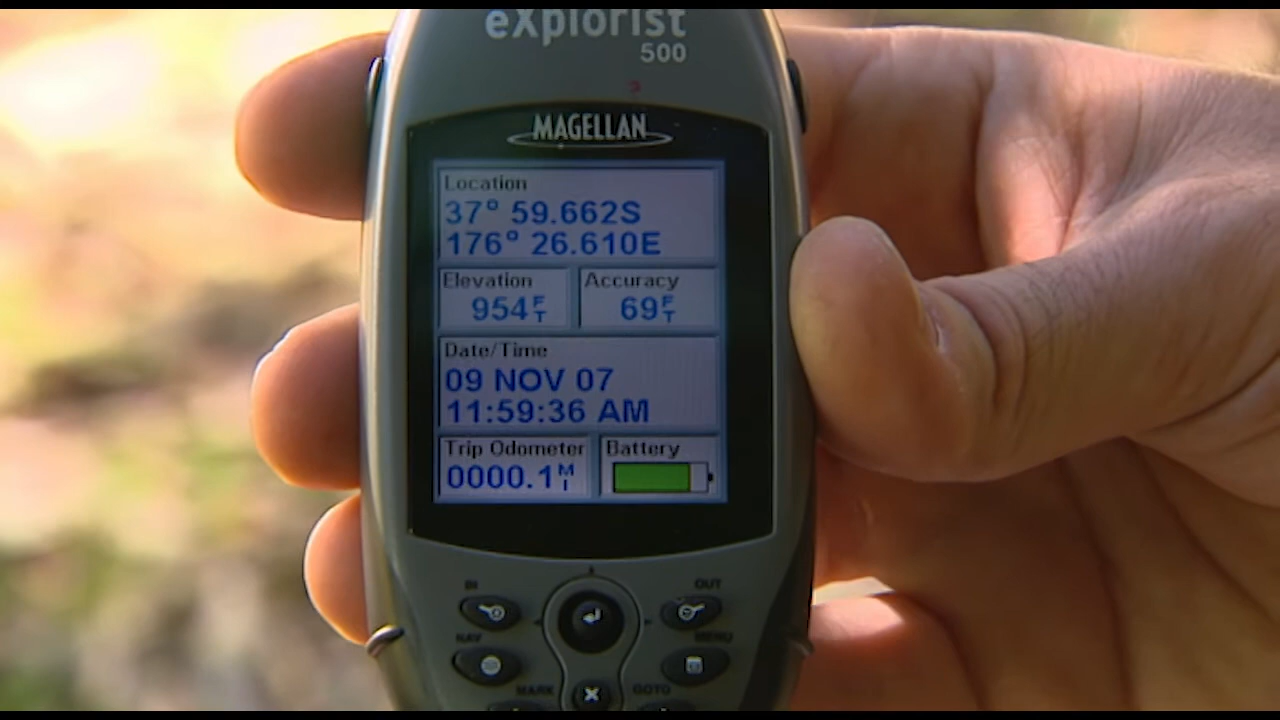 eXplorist
500
MAGELLAN
Location
37° 59.662S
176° 26.610E
Elevation
Accuracy
954FT
69FT
Date/Time
09 NOV 07
11:59:36 AM
Trip Odometer
Battery
0000.1MI
IN
OUT
NAV
MENU
MARK
GOTO